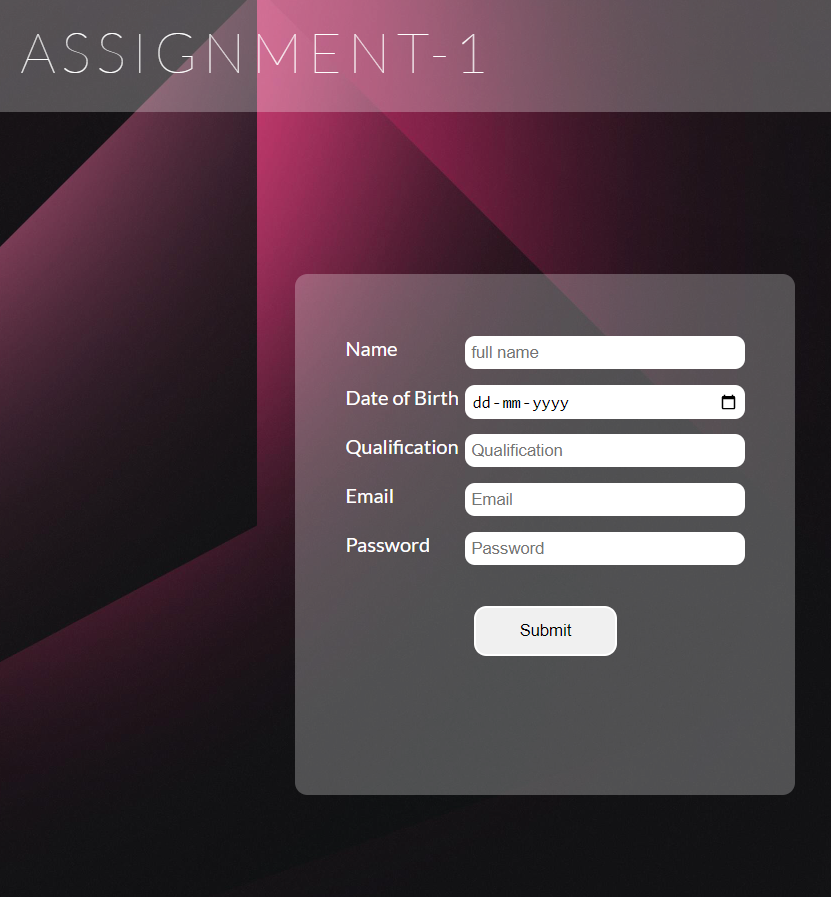 ASSIGNMENT-1
Name full name
Date of Birth dd-mm-yyyy
Qualification Qualification
Email Email
Password Password
Submit